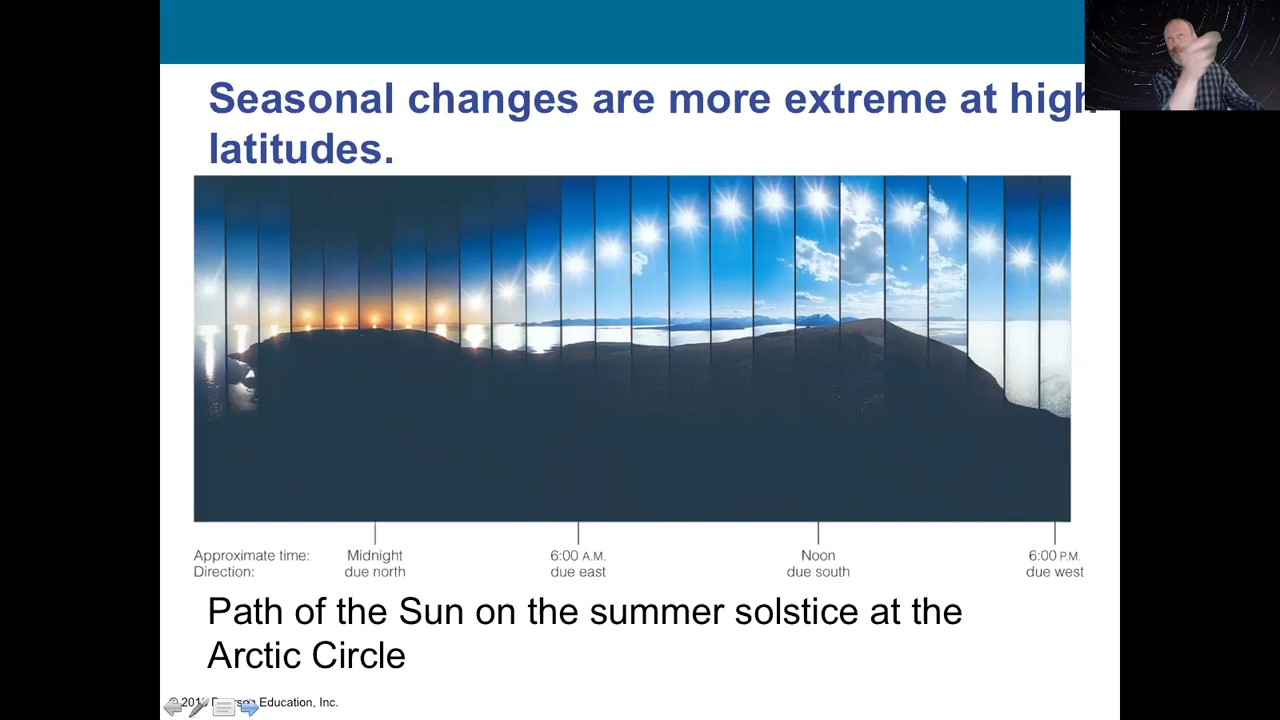 Seasonal changes are more extreme at high
latitudes.
Approximate time: Midnight 6:00 A.M. Noon 6:00 P.M.
Direction: due north due east due south due west
Path of the Sun on the summer solstice at the
Arctic Circle
Education, Inc.